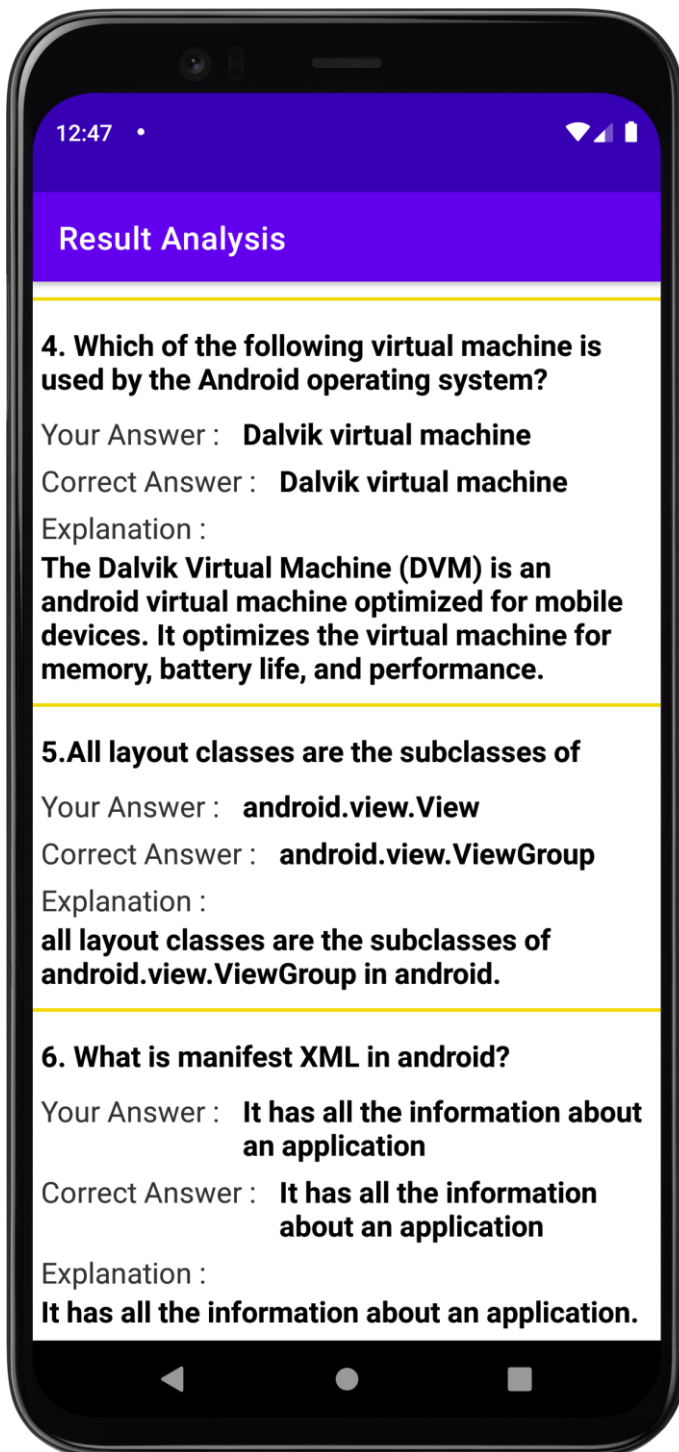 12:47
Result Analysis
4. Which of the following virtual machine is
used by the Android operating system?
Your Answer : Dalvik virtual machine
Correct Answer : Dalvik virtual machine
Explanation :
The Dalvik Virtual Machine (DVM) is an
android virtual machine optimized for mobile
devices. It optimizes the virtual machine for
memory, battery life, and performance.
5.All layout classes are the subclasses of
Your Answer : android.view.View
Correct Answer : android.view.ViewGroup
Explanation :
all layout classes are the subclasses of
android.view.ViewGroup in android.
6. What is manifest XML in android?
Your Answer : It has all the information about
an application
Correct Answer : It has all the information
about an application
Explanation :
It has all the information about an application.